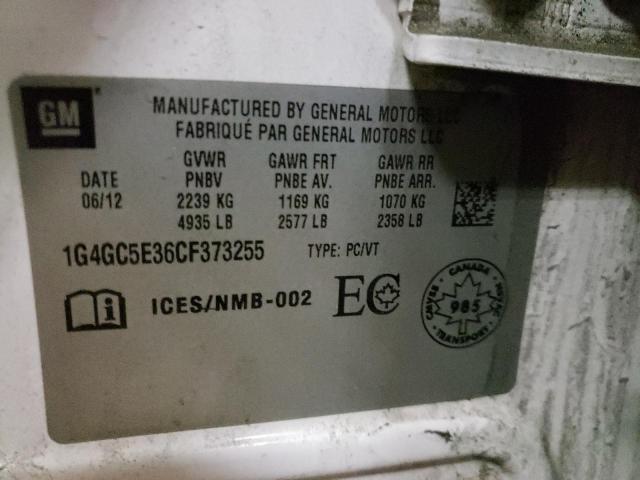 GM
MANUFACTURED BY GENERAL MOTORS LLC
FABRIQUÉ PAR GENERAL MOTORS LLC
GVWR GAWR FRT GAWR RR
DATE PNBV PNBE AV. PNBE ARR.
06/12 2239 KG 1169 KG 1070 KG
4935 LB 2577 LB 2358 LB
1G4GC5E36CF373255 TYPE: PC/VT
i ICES/NMB-002 EC
CANADA
985
TRANSPORT
CMVSS
NSVAC